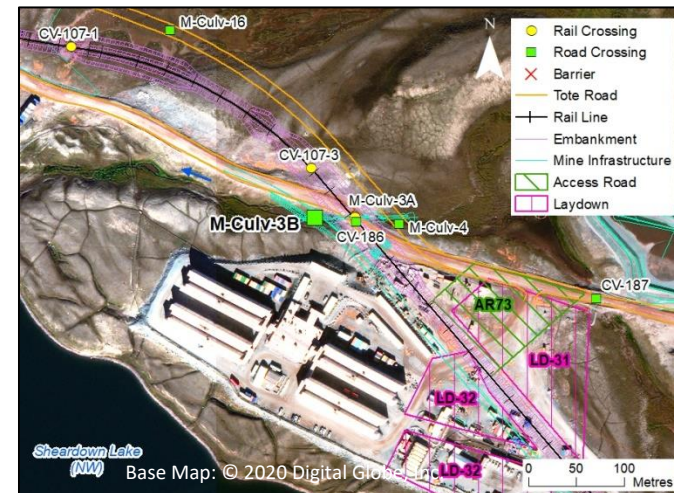 M-Culv-16
CV-107-1
N
Rail Crossing
Road Crossing
Barrier
Tote Road
Rail Line
Embankment
Mine Infrastructure
Access Road
Laydown
CV-107-3
M-Culv-3A
M-Culv-3B
M-Culv-4
CV-186
CV-187
AR73
LD-31
LD-32
Sheardown Lake
(NW)
Base Map: © 2020 Digital Globe
LD-32
0 50 100
Metres